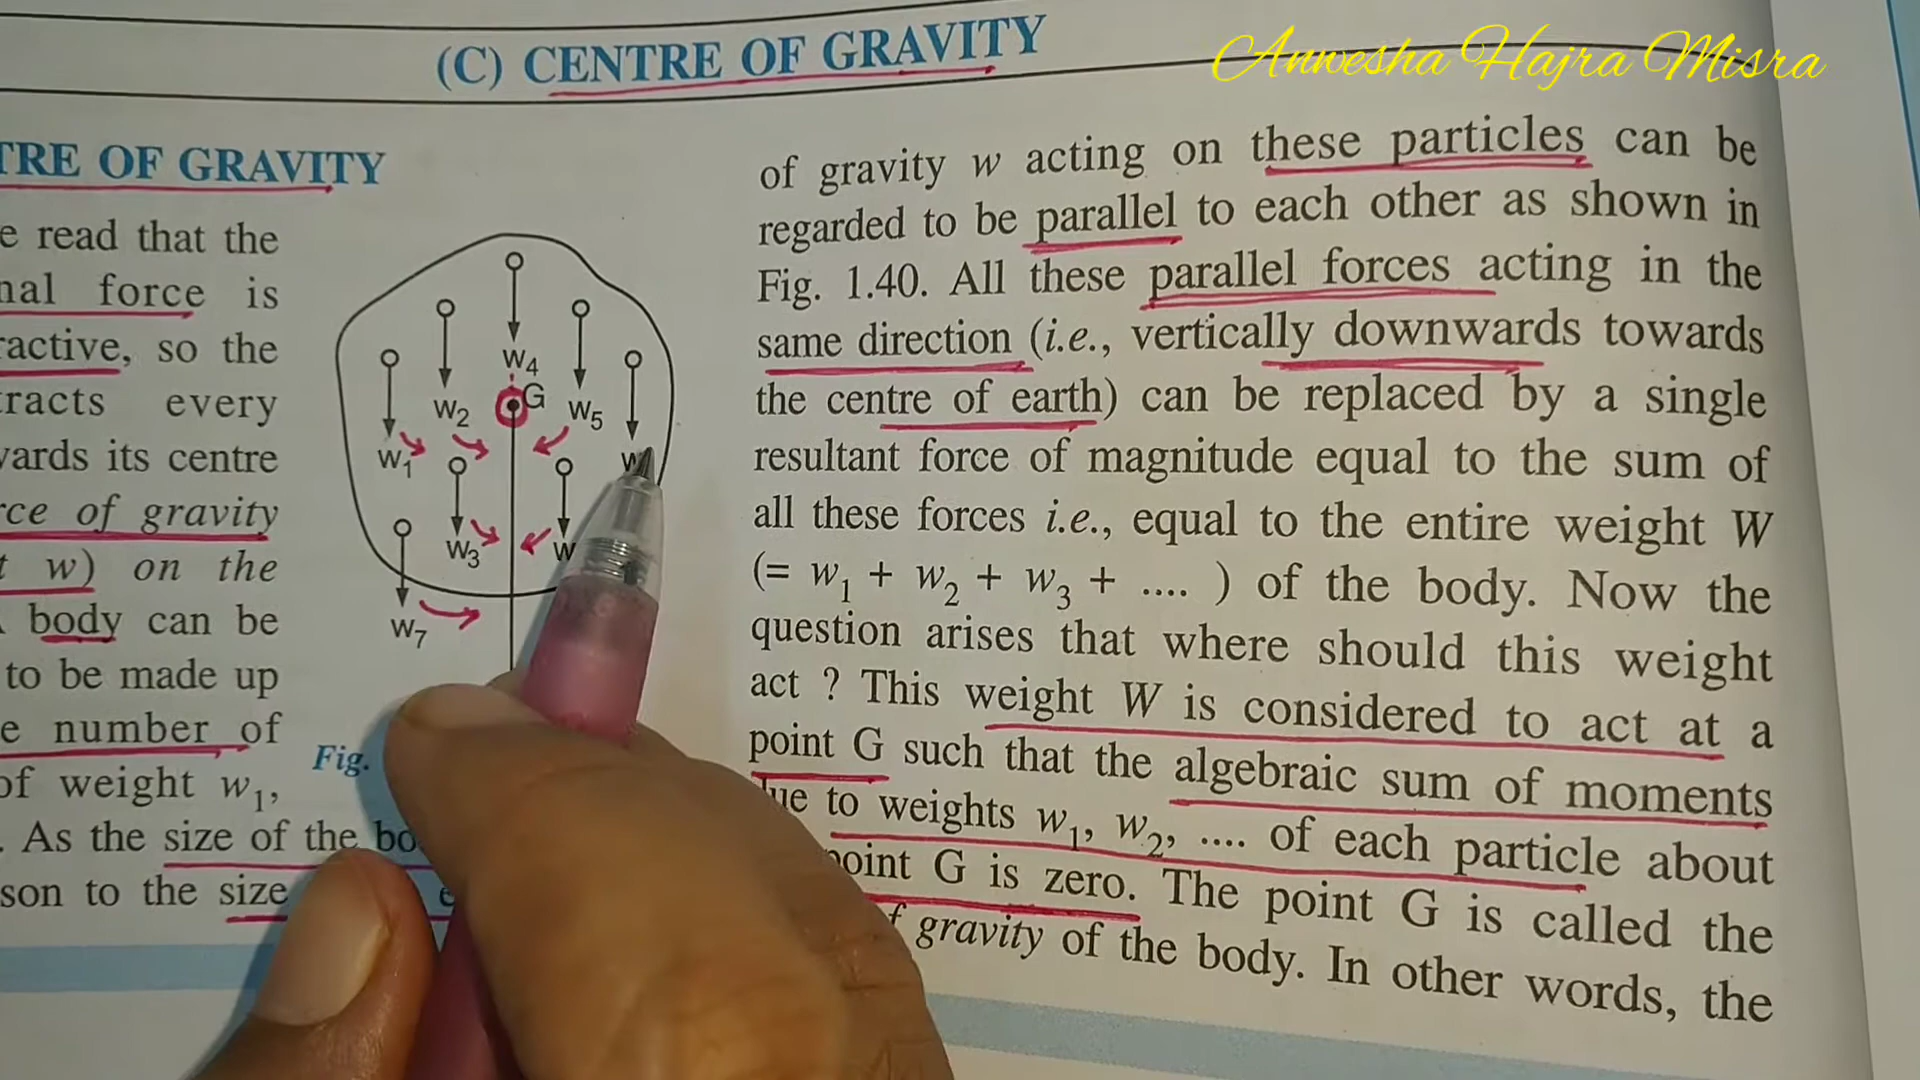 (C) CENTRE OF GRAVITY
Anwesha Hajra Misra
TRE OF GRAVITY
e read that the
nal force is
ractive, so the
tracts every
vards its centre
rce of gravity
t w) on the
body can be
to be made up
e number of
of weight w₁,
. As the size of the bo
son to the size
W₄
G
W₂
W₅
W₁
W
W₃
W
W₇
Fig.
of gravity w acting on these particles can be
regarded to be parallel to each other as shown in
Fig. 1.40. All these parallel forces acting in the
same direction (i.e., vertically downwards towards
the centre of earth) can be replaced by a single
resultant force of magnitude equal to the sum of
all these forces i.e., equal to the entire weight W
(= w₁ + w₂ + w₃ + .... ) of the body. Now the
question arises that where should this weight
act ? This weight W is considered to act at a
point G such that the algebraic sum of moments
due to weights w₁, w₂, .... of each particle about
point G is zero. The point G is called the
f gravity of the body. In other words, the